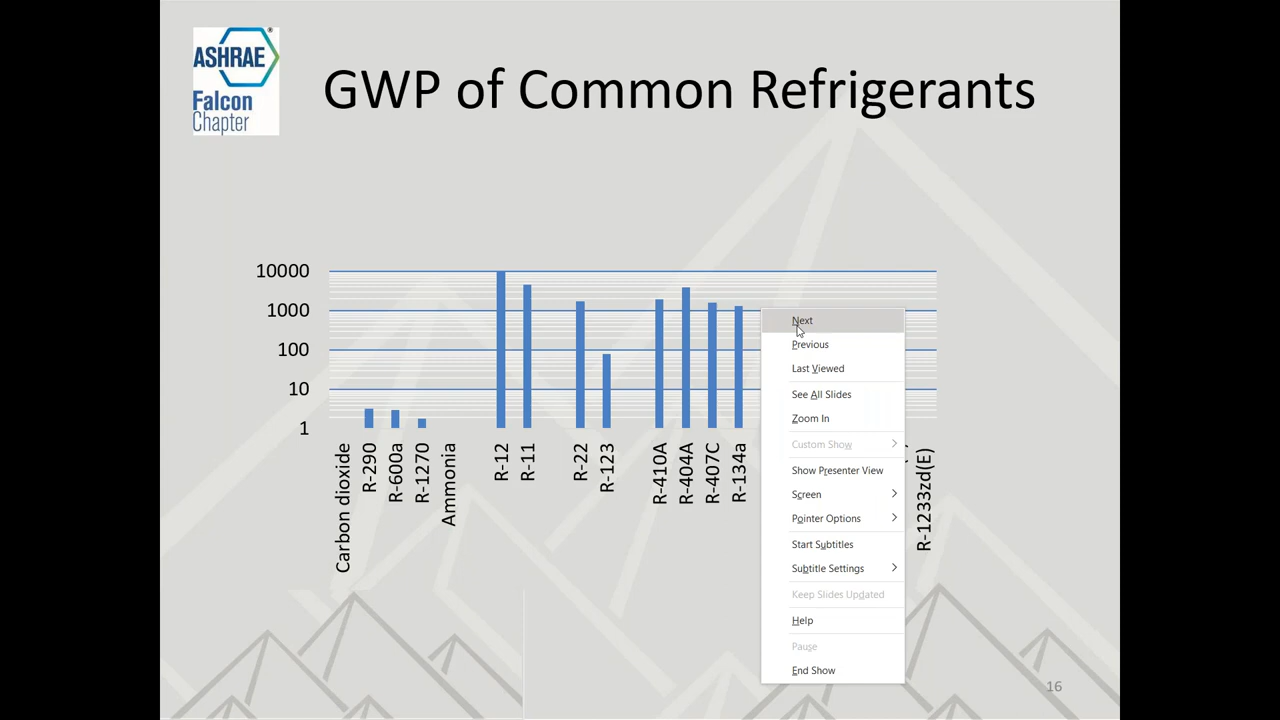 ASHRAE®
Falcon
Chapter
GWP of Common Refrigerants
10000
1000
100
10
1
Carbon dioxide
R-290
R-600a
R-1270
Ammonia
R-12
R-11
R-22
R-123
R-410A
R-404A
R-407C
R-134a
R-1233zd(E)
Next
Previous
Last Viewed
See All Slides
Zoom In
Custom Show
Show Presenter View
Screen
Pointer Options
Start Subtitles
Subtitle Settings
Keep Slides Updated
Help
Pause
End Show
16